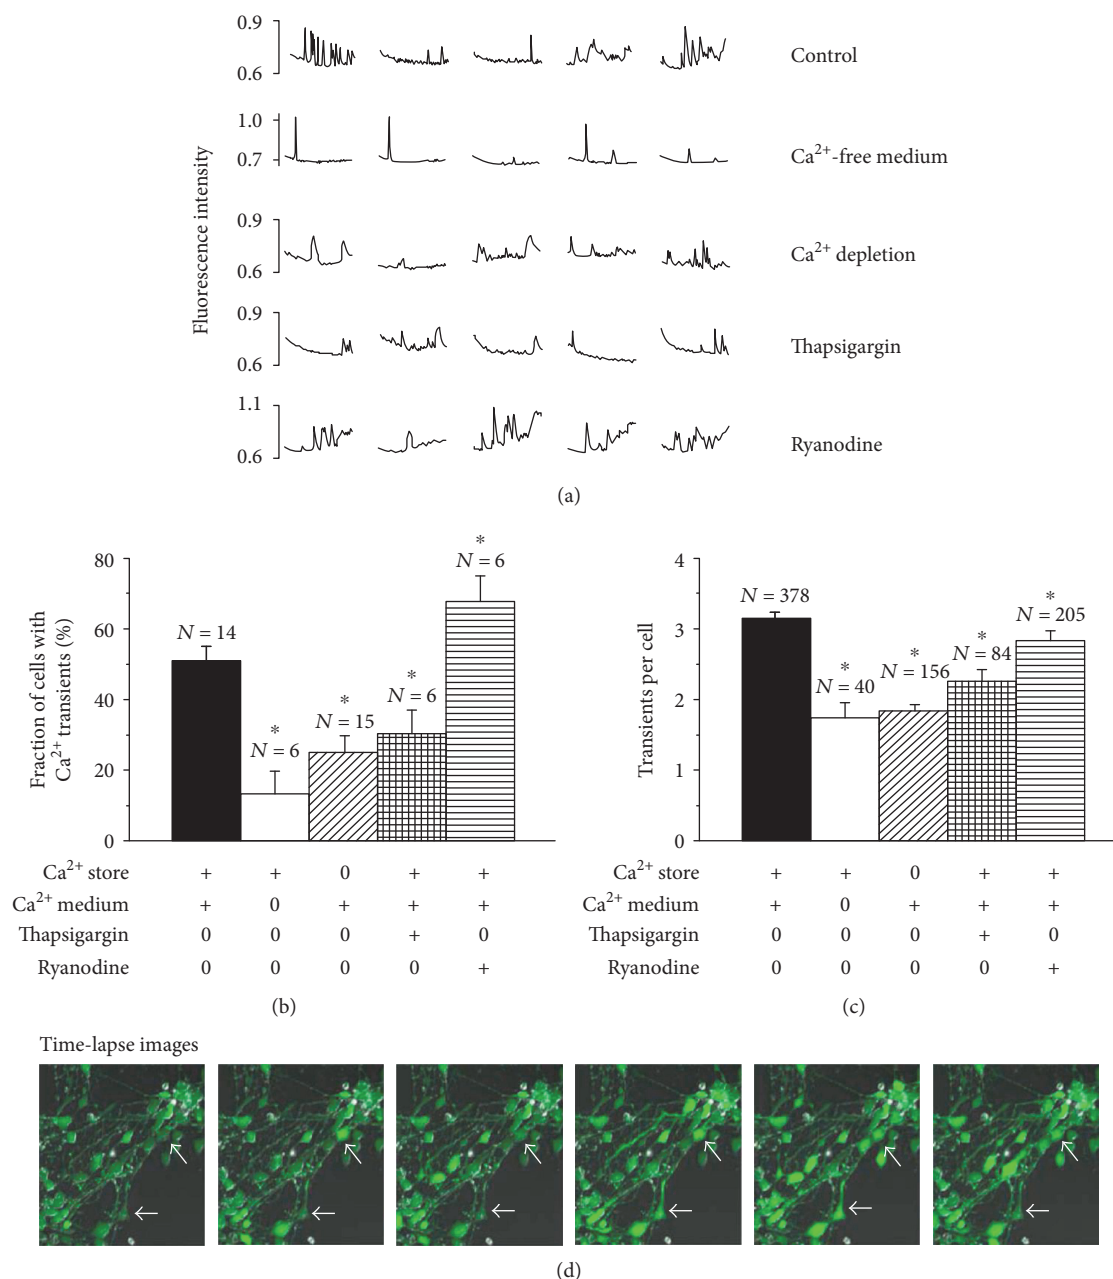 0.9
0.6
Control
1.0
0.7
Ca²⁺-free medium
0.9
0.6
Ca²⁺ depletion
0.9
0.6
Thapsigargin
1.1
0.6
Ryanodine
Fluorescence intensity
(a)
80
60
40
20
0
Fraction of cells with
Ca²⁺ transients (%)
N = 14
*
N = 6
*
N = 15
*
N = 6
*
N = 6
Ca²⁺ store + + 0 + +
Ca²⁺ medium + 0 + + +
Thapsigargin 0 0 0 + 0
Ryanodine 0 0 0 0 +
(b)
4
3
2
1
0
Transients per cell
N = 378
*
N = 40
*
N = 156
*
N = 84
*
N = 205
Ca²⁺ store + + 0 + +
Ca²⁺ medium + 0 + + +
Thapsigargin 0 0 0 + 0
Ryanodine 0 0 0 0 +
(c)
Time-lapse images
(d)